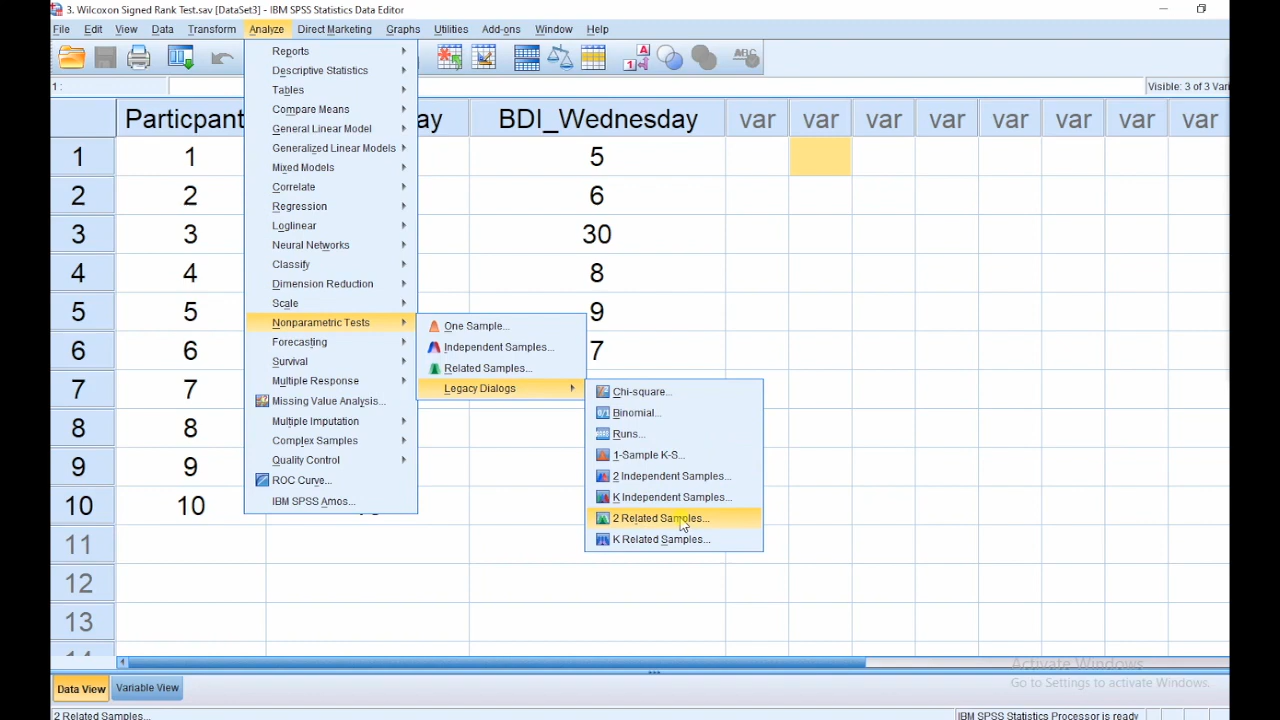 3. Wilcoxon Signed Rank Test.sav [DataSet3] - IBM SPSS Statistics Data Editor
File Edit View Data Transform Analyze Direct Marketing Graphs Utilities Add-ons Window Help
1 :
Visible: 3 of 3 Vari
Particpant
ay
BDI_Wednesday
var var var var var var var var
1 1 5
2 2 6
3 3 30
4 4 8
5 5 9
6 6 7
7 7
8 8
9 9
10 10
11
12
13
Reports
Descriptive Statistics
Tables
Compare Means
General Linear Model
Generalized Linear Models
Mixed Models
Correlate
Regression
Loglinear
Neural Networks
Classify
Dimension Reduction
Scale
Nonparametric Tests
Forecasting
Survival
Multiple Response
Missing Value Analysis...
Multiple Imputation
Complex Samples
Quality Control
ROC Curve...
IBM SPSS Amos...
One Sample...
Independent Samples...
Related Samples...
Legacy Dialogs
Chi-square...
Binomial...
Runs...
1-Sample K-S...
2 Independent Samples...
K Independent Samples...
2 Related Samples...
K Related Samples...
Activate Windows
Go to Settings to activate Windows.
Data View Variable View
2 Related Samples...
IBM SPSS Statistics Processor is ready